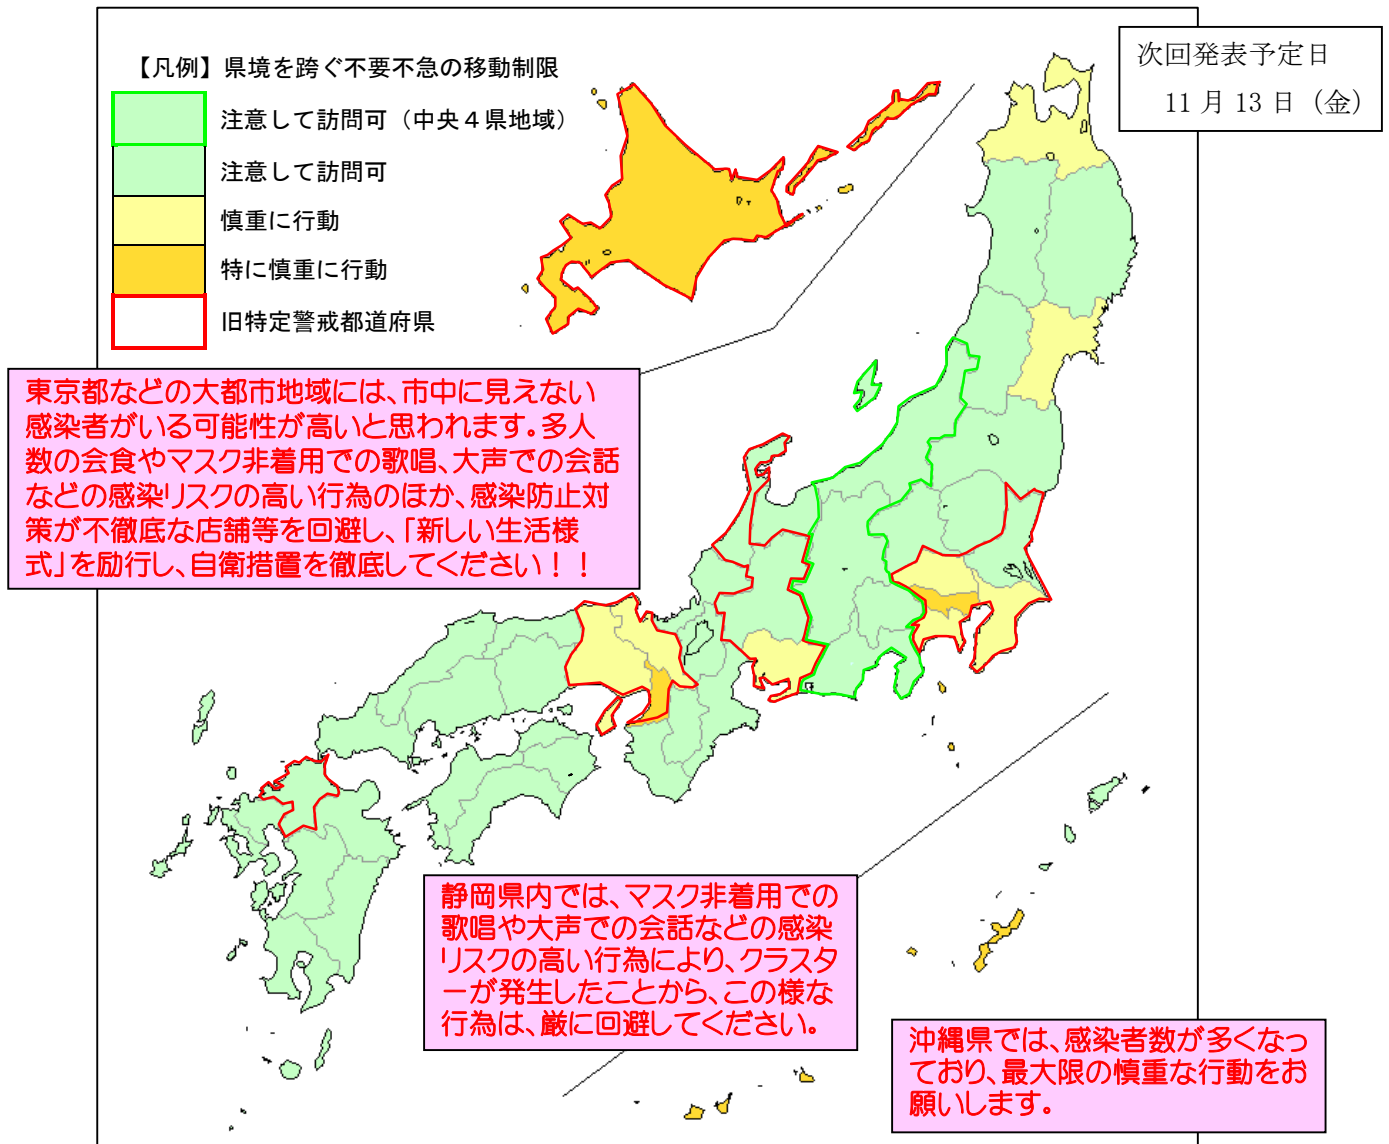 【凡例】県境を跨ぐ不要不急の移動制限
注意して訪問可（中央４県地域）
注意して訪問可
慎重に行動
特に慎重に行動
旧特定警戒都道府県
次回発表予定日
11 月 13 日（金）
東京都などの大都市地域には、市中に見えない
感染者がいる可能性が高いと思われます。多人
数の会食やマスク非着用での歌唱、大声での会話
などの感染リスクの高い行為のほか、感染防止対
策が不徹底な店舗等を回避し、「新しい生活様
式」を励行し、自衛措置を徹底してください！！
静岡県内では、マスク非着用での
歌唱や大声での会話などの感染
リスクの高い行為により、クラスタ
ーが発生したことから、この様な
行為は、厳に回避してください。
沖縄県では、感染者数が多くなっ
ており、最大限の慎重な行動をお
願いします。